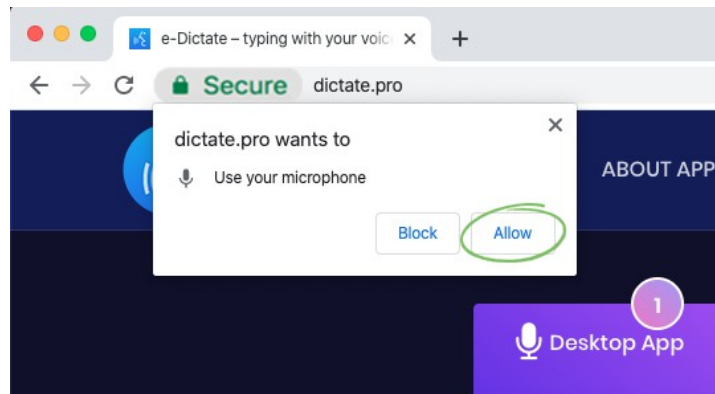 e-Dictate – typing with your voic
Secure dictate.pro
dictate.pro wants to
Use your microphone
Block Allow
ABOUT APP
1
Desktop App